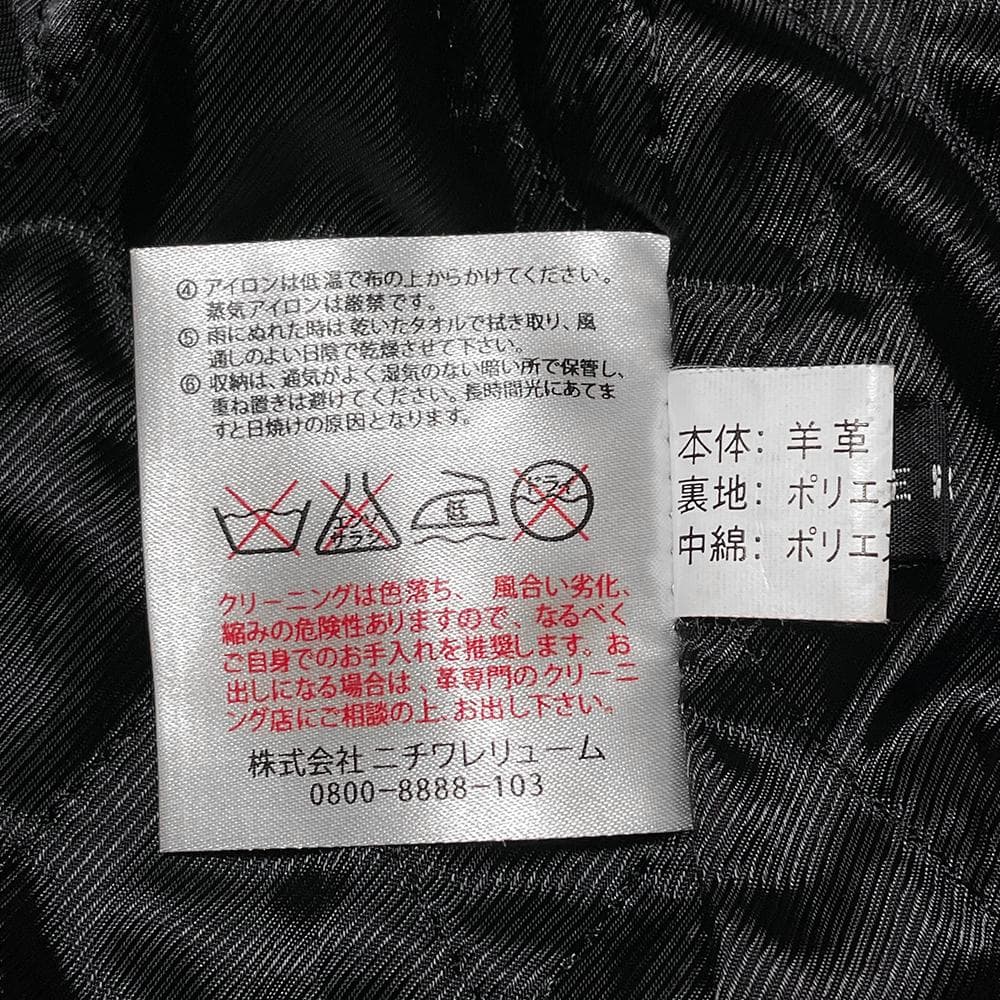 ④ アイロンは低温で布の上からかけてください。
蒸気アイロンは厳禁です。
⑤ 雨にぬれた時は乾いたタオルで拭き取り、風
通しのよい日陰で乾燥させて下さい。
⑥ 収納は、通気がよく湿気のない暗い所で保管し、
重ね置きは避けてください。長時間光にあてま
すと日焼けの原因となります。
エンソ
サラシ
低
ドライ
クリーニングは色落ち、 風合い劣化、
縮みの危険性ありますので、なるべく
ご自身でのお手入れを推奨します。お
出しになる場合は、革専門のクリーニ
ング店にご相談の上、お出し下さい。
株式会社 ニチワレリューム
0800-8888-103
本体: 羊革
裏地: ポリエ
中綿: ポリエ